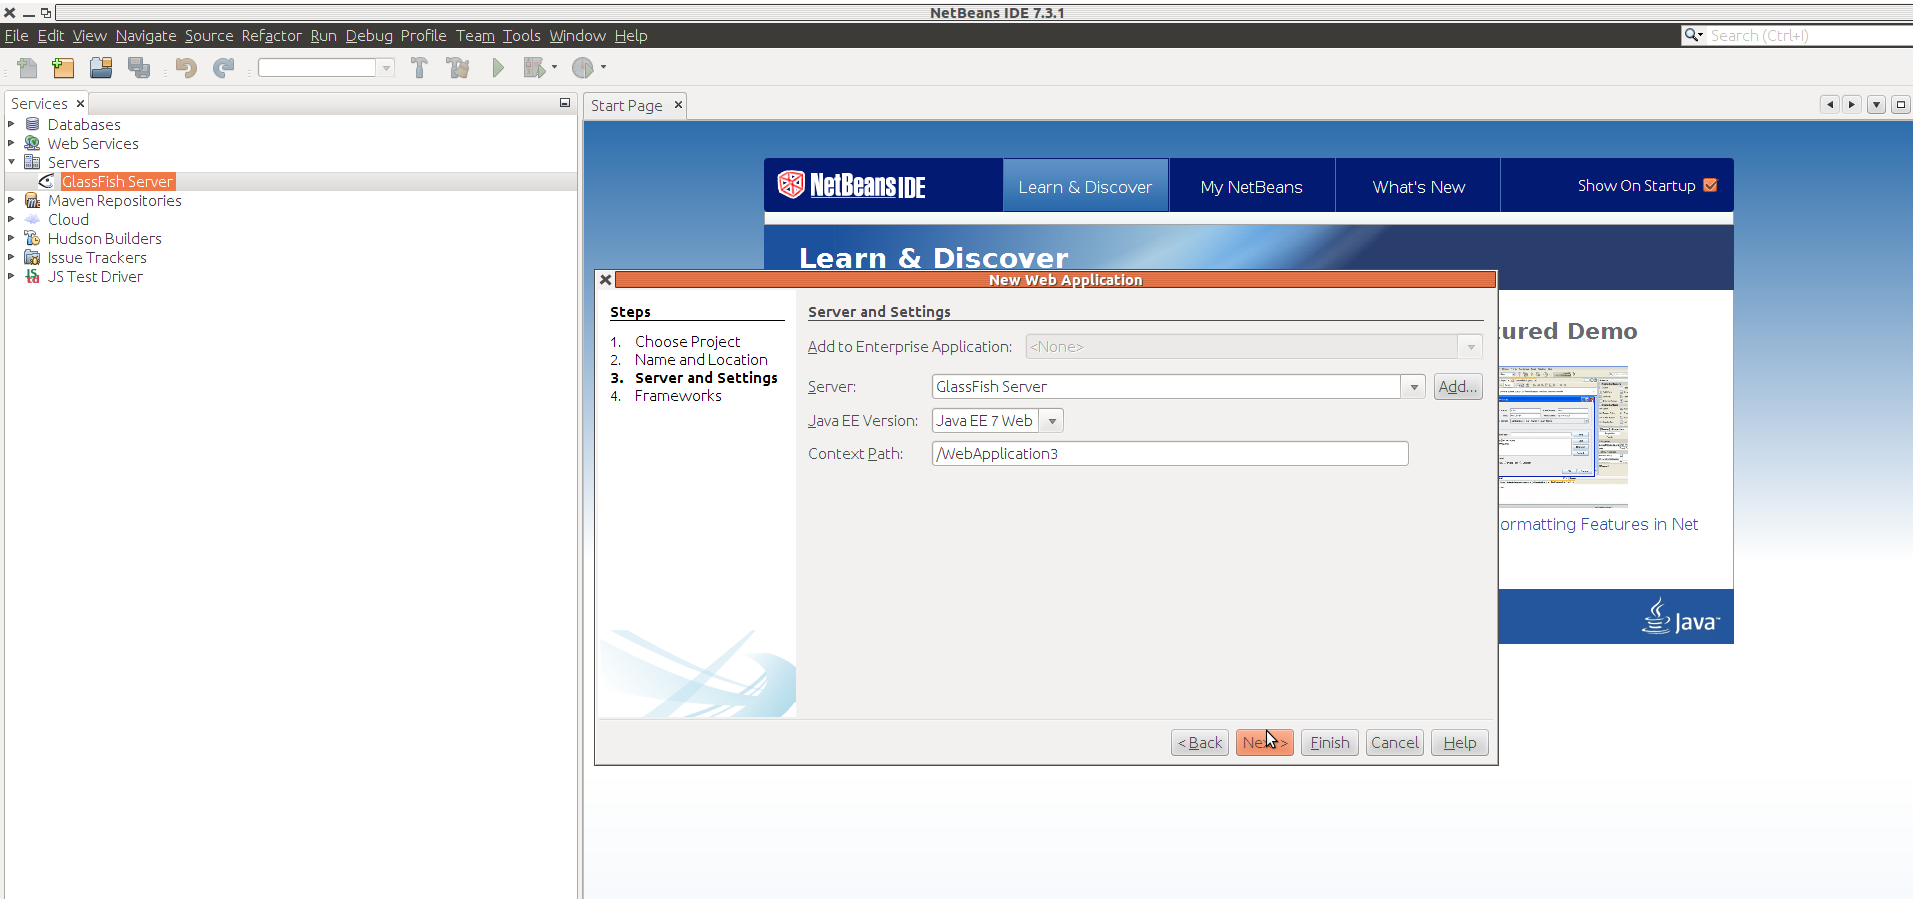 NetBeans IDE 7.3.1
File Edit View Navigate Source Refactor Run Debug Profile Team Tools Window Help
Search (Ctrl+I)
Services
Start Page
Databases
Web Services
Servers
GlassFish Server
Maven Repositories
Cloud
Hudson Builders
Issue Trackers
JS Test Driver
NetBeans IDE
Learn & Discover
My NetBeans
What's New
Show On Startup
Learn & Discover
New Web Application
Steps
1. Choose Project
2. Name and Location
3. Server and Settings
4. Frameworks
Server and Settings
Add to Enterprise Application: <None>
Server: GlassFish Server Add...
Java EE Version: Java EE 7 Web
Context Path: /WebApplication3
< Back Next > Finish Cancel Help
ured Demo
ormatting Features in Net
Java